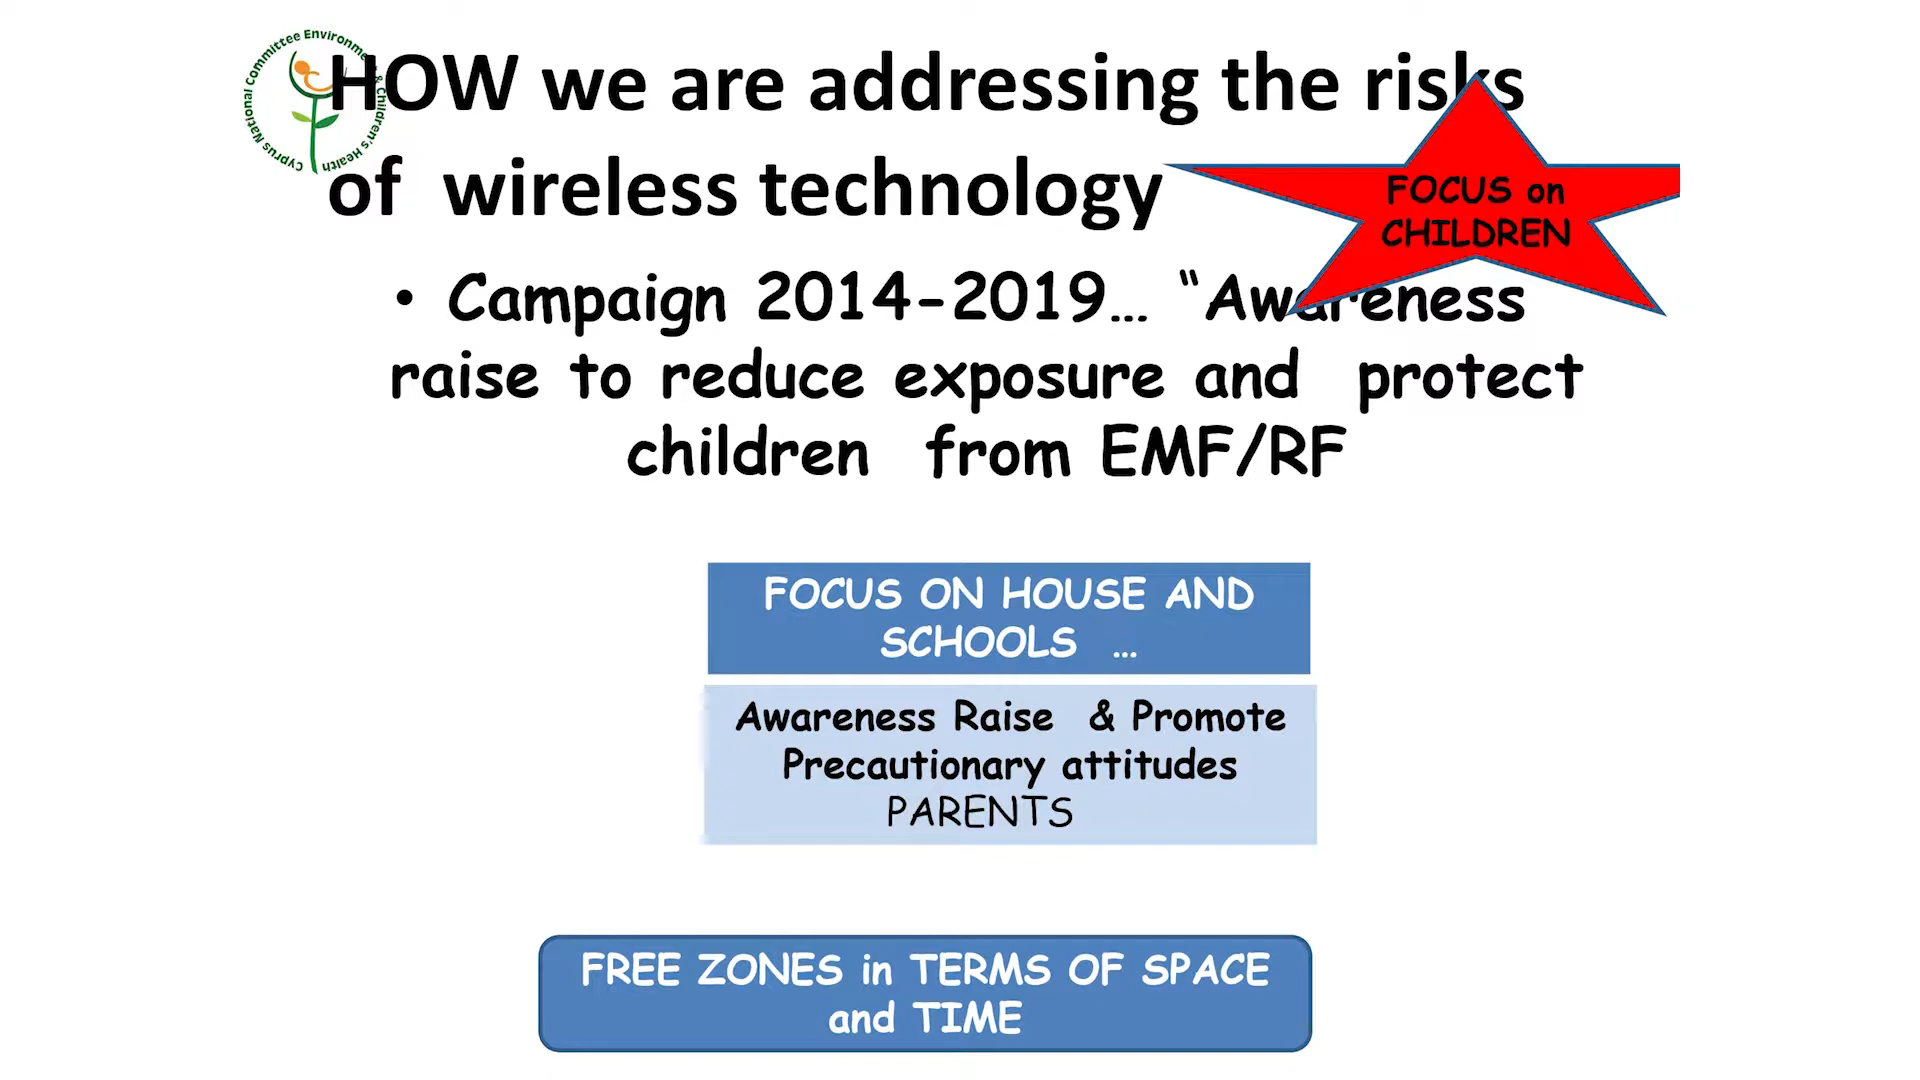 Cyprus National Committee Environment & Children's Health
HOW we are addressing the risks
of wireless technology
FOCUS on
CHILDREN
• Campaign 2014-2019... “Awareness
raise to reduce exposure and protect
children from EMF/RF
FOCUS ON HOUSE AND
SCHOOLS ...
Awareness Raise & Promote
Precautionary attitudes
PARENTS
FREE ZONES in TERMS OF SPACE
and TIME